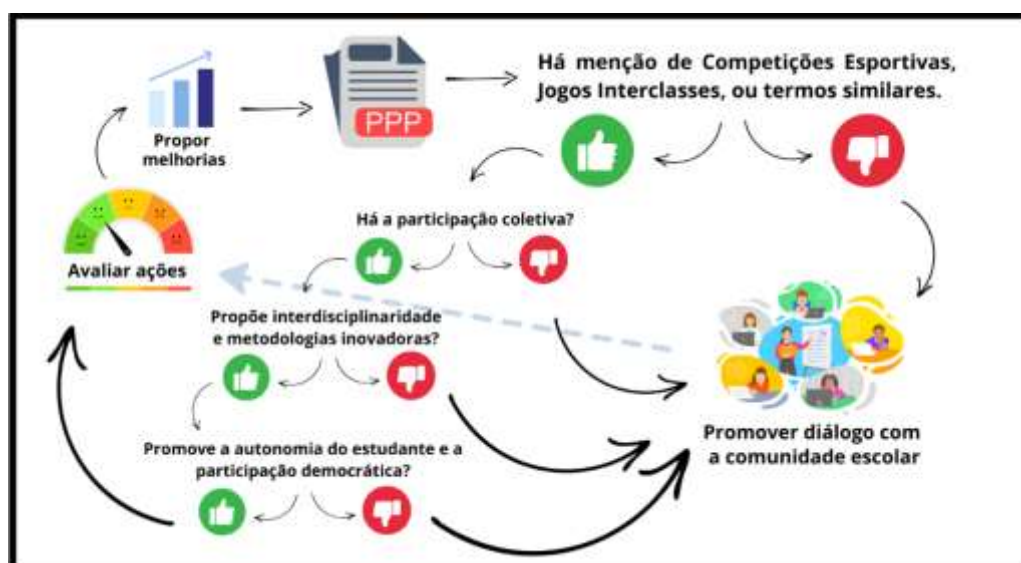 Há menção de Competições Esportivas,
Jogos Interclasses, ou termos similares.
PPP
Propor
melhorias
Há a participação coletiva?
Avaliar ações
Propõe interdisciplinaridade
e metodologias inovadoras?
Promover diálogo com
a comunidade escolar
Promove a autonomia do estudante e a
participação democrática?